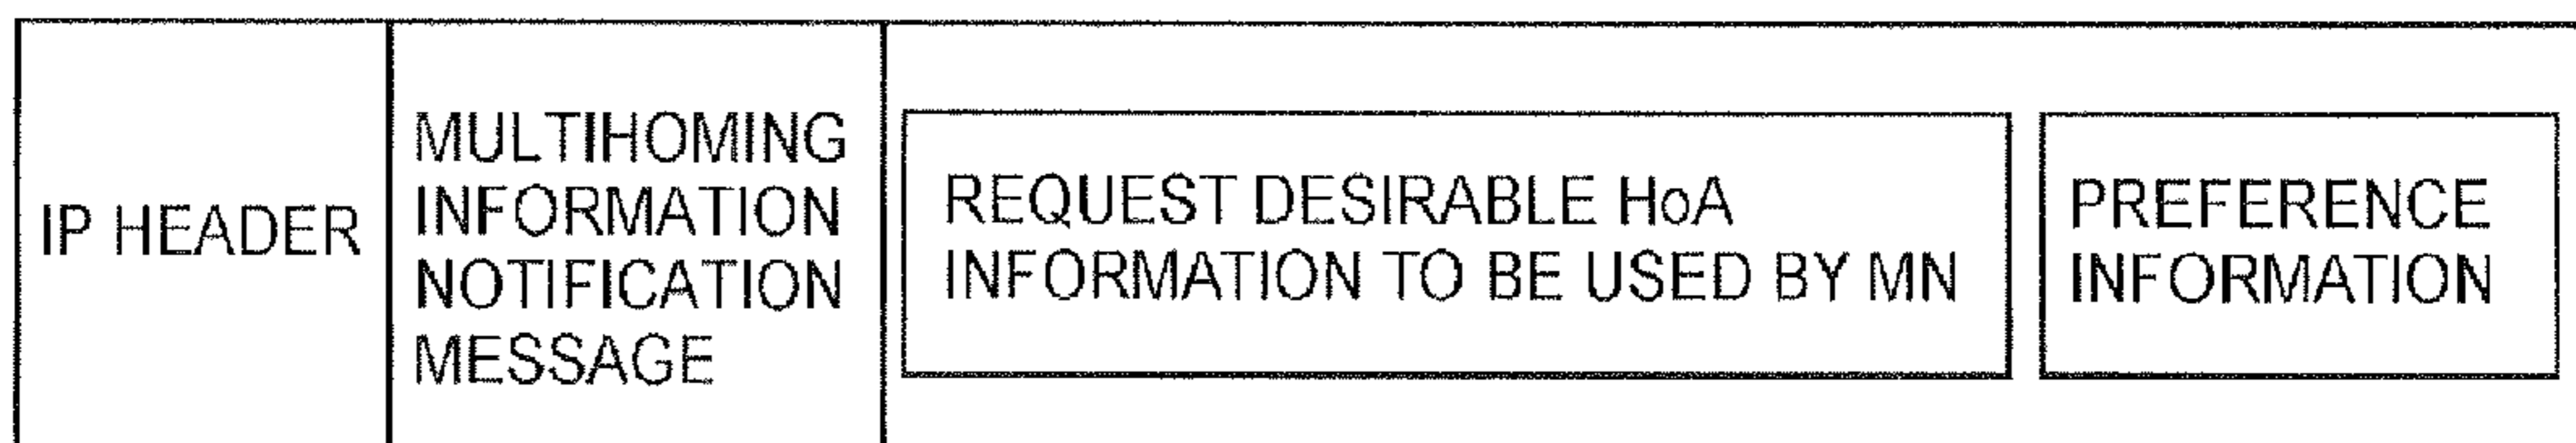 IP HEADER
MULTIHOMING
INFORMATION
NOTIFICATION
MESSAGE
REQUEST DESIRABLE HoA
INFORMATION TO BE USED BY MN
PREFERENCE
INFORMATION